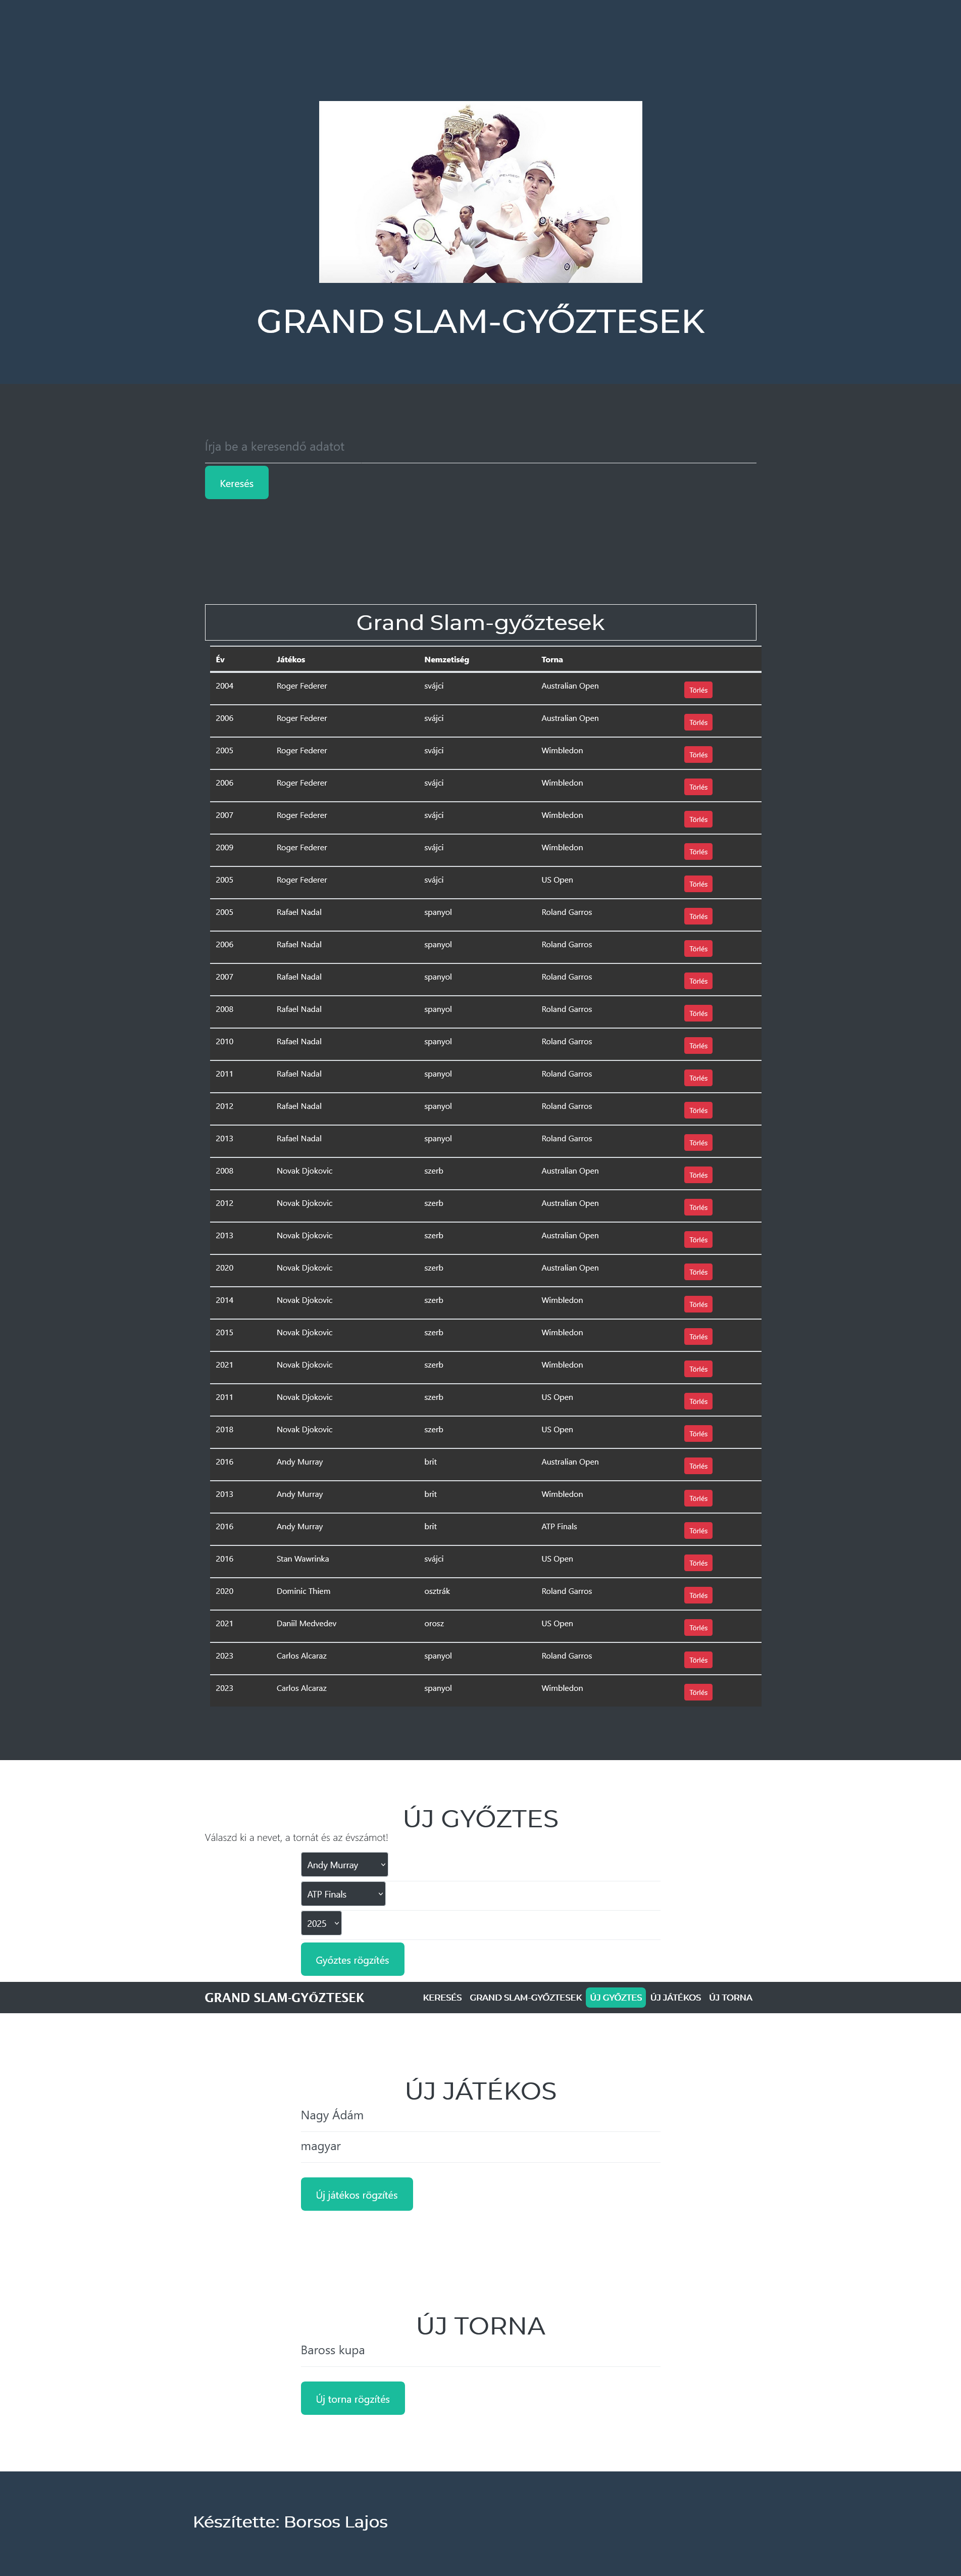 GRAND SLAM-GYŐZTESEK
Írja be a keresendő adatot
Keresés
Grand Slam-győztesek
Év Játékos Nemzetiség Torna
2004 Roger Federer svájci Australian Open Törlés
2006 Roger Federer svájci Australian Open Törlés
2005 Roger Federer svájci Wimbledon Törlés
2006 Roger Federer svájci Wimbledon Törlés
2007 Roger Federer svájci Wimbledon Törlés
2009 Roger Federer svájci Wimbledon Törlés
2005 Roger Federer svájci US Open Törlés
2005 Rafael Nadal spanyol Roland Garros Törlés
2006 Rafael Nadal spanyol Roland Garros Törlés
2007 Rafael Nadal spanyol Roland Garros Törlés
2008 Rafael Nadal spanyol Roland Garros Törlés
2010 Rafael Nadal spanyol Roland Garros Törlés
2011 Rafael Nadal spanyol Roland Garros Törlés
2012 Rafael Nadal spanyol Roland Garros Törlés
2013 Rafael Nadal spanyol Roland Garros Törlés
2008 Novak Djokovic szerb Australian Open Törlés
2012 Novak Djokovic szerb Australian Open Törlés
2013 Novak Djokovic szerb Australian Open Törlés
2020 Novak Djokovic szerb Australian Open Törlés
2014 Novak Djokovic szerb Wimbledon Törlés
2015 Novak Djokovic szerb Wimbledon Törlés
2021 Novak Djokovic szerb Wimbledon Törlés
2011 Novak Djokovic szerb US Open Törlés
2018 Novak Djokovic szerb US Open Törlés
2016 Andy Murray brit Australian Open Törlés
2013 Andy Murray brit Wimbledon Törlés
2016 Andy Murray brit ATP Finals Törlés
2016 Stan Wawrinka svájci US Open Törlés
2020 Dominic Thiem osztrák Roland Garros Törlés
2021 Daniil Medvedev orosz US Open Törlés
2023 Carlos Alcaraz spanyol Roland Garros Törlés
2023 Carlos Alcaraz spanyol Wimbledon Törlés
ÚJ GYŐZTES
Válaszd ki a nevet, a tornát és az évszámot!
Andy Murray
ATP Finals
2025
Győztes rögzítés
GRAND SLAM-GYŐZTESEK KERESÉS GRAND SLAM-GYŐZTESEK ÚJ GYŐZTES ÚJ JÁTÉKOS ÚJ TORNA
ÚJ JÁTÉKOS
Nagy Ádám
magyar
Új játékos rögzítés
ÚJ TORNA
Baross kupa
Új torna rögzítés
Készítette: Borsos Lajos